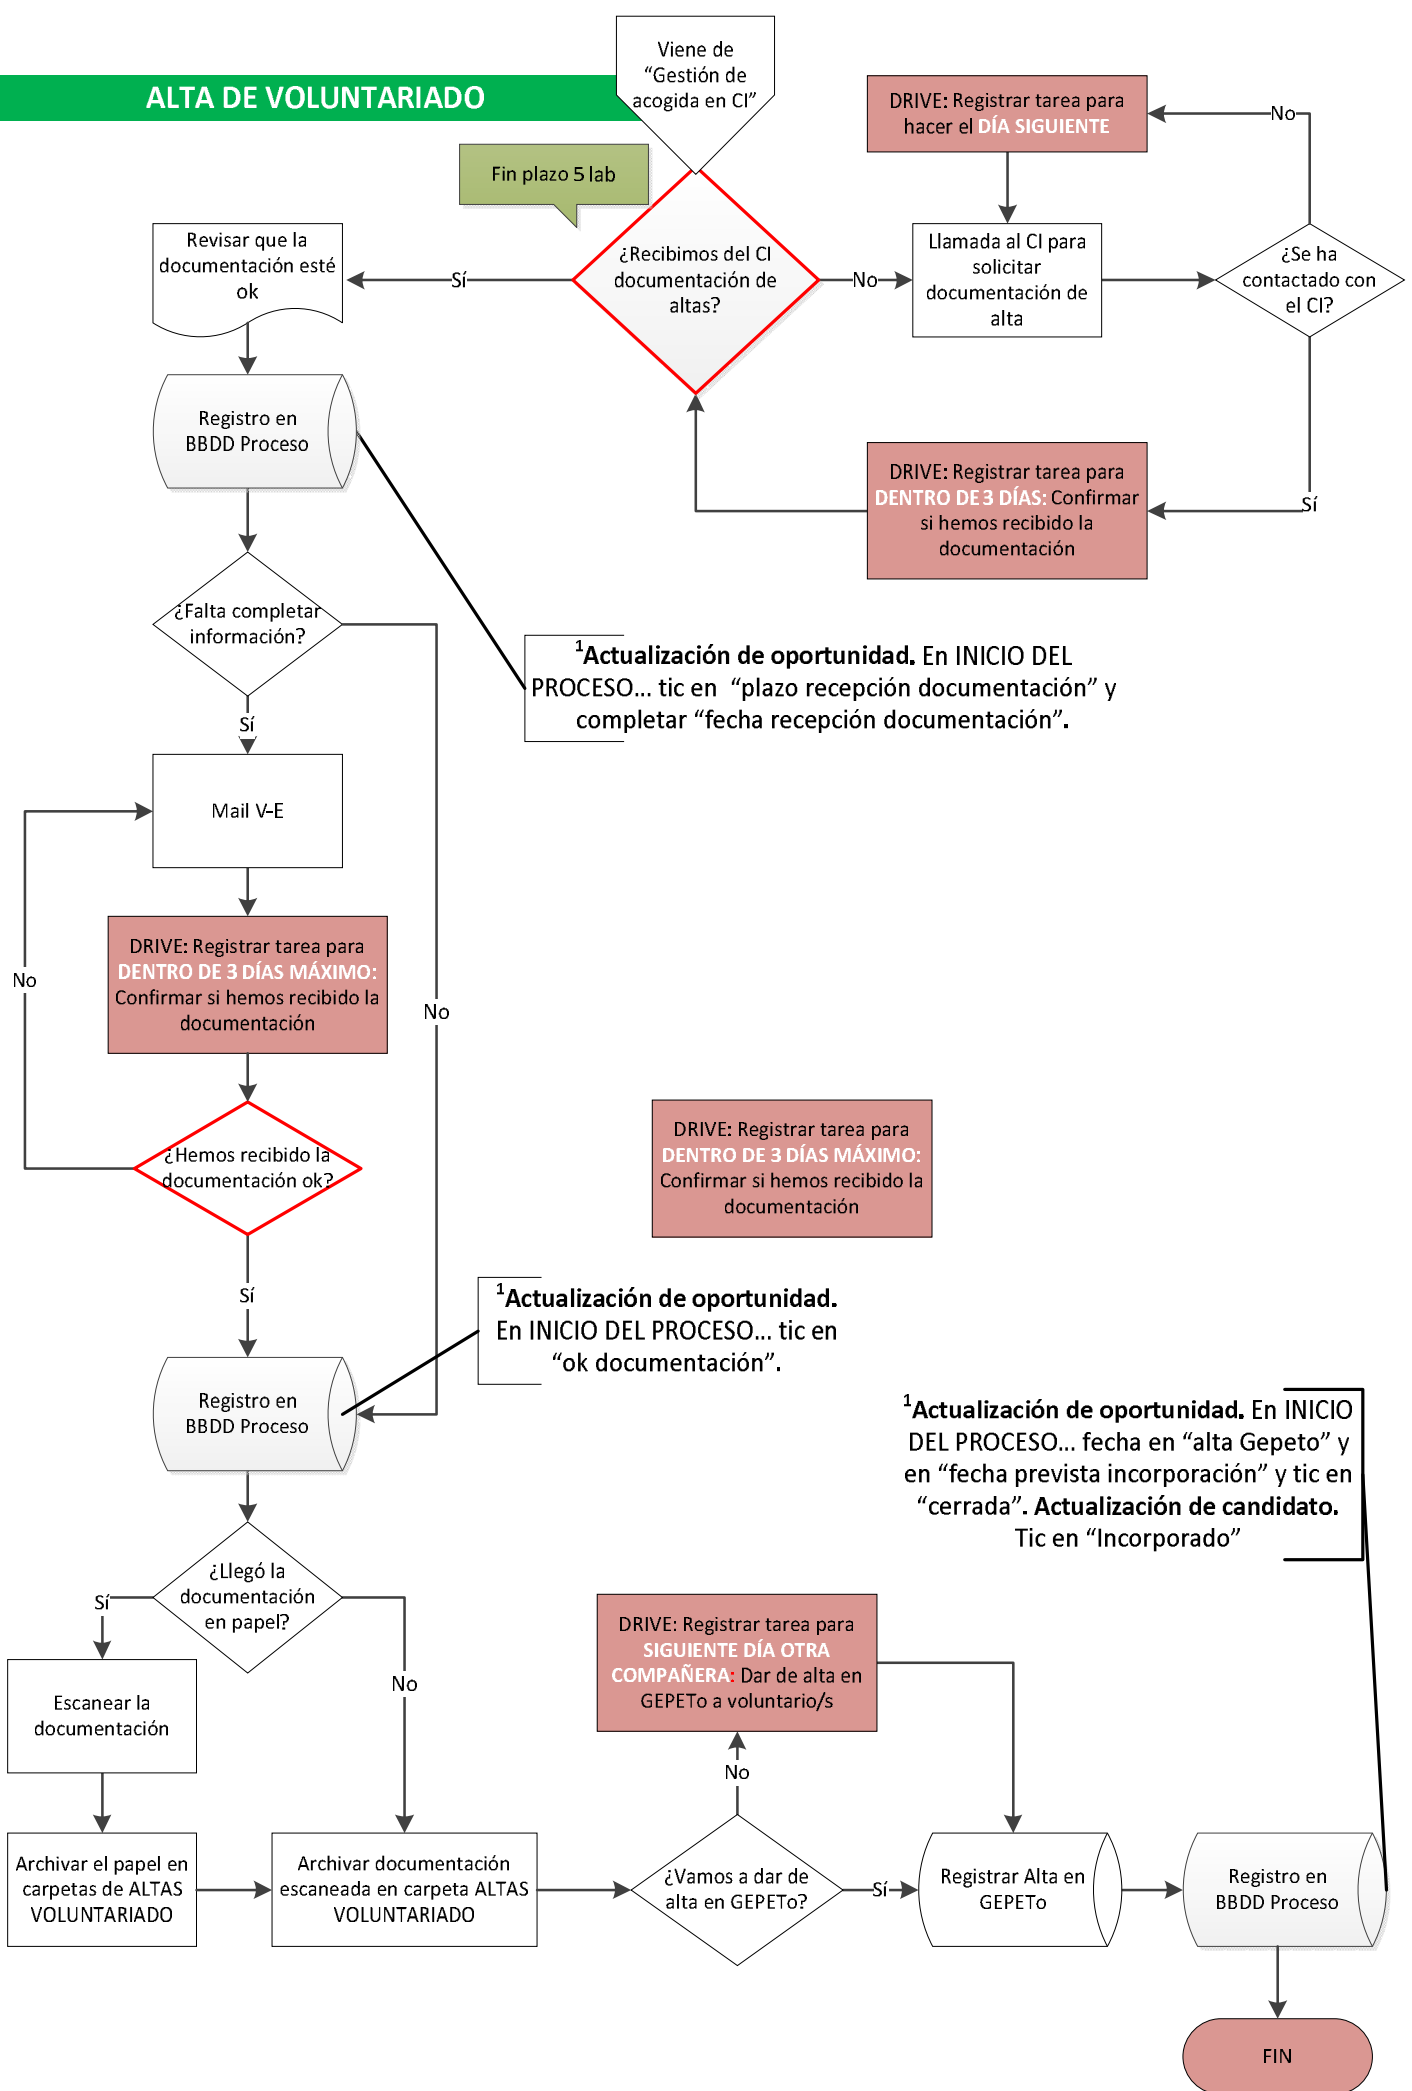 Viene de
“Gestión de
acogida en CI”
ALTA DE VOLUNTARIADO
DRIVE: Registrar tarea para
hacer el DÍA SIGUIENTE
No
Fin plazo 5 lab
Revisar que la
documentación esté
ok
Sí
¿Recibimos del CI
documentación de
altas?
No
Llamada al CI para
solicitar
documentación de
alta
¿Se ha
contactado con
el CI?
Registro en
BBDD Proceso
DRIVE: Registrar tarea para
DENTRO DE 3 DÍAS: Confirmar
si hemos recibido la
documentación
Sí
¿Falta completar
información?
1Actualización de oportunidad. En INICIO DEL
PROCESO... tic en “plazo recepción documentación” y
completar “fecha recepción documentación”.
Sí
Mail V-E
DRIVE: Registrar tarea para
DENTRO DE 3 DÍAS MÁXIMO:
Confirmar si hemos recibido la
documentación
No
No
¿Hemos recibido la
documentación ok?
DRIVE: Registrar tarea para
DENTRO DE 3 DÍAS MÁXIMO:
Confirmar si hemos recibido la
documentación
Sí
1Actualización de oportunidad.
En INICIO DEL PROCESO... tic en
“ok documentación”.
Registro en
BBDD Proceso
1Actualización de oportunidad. En INICIO
DEL PROCESO... fecha en “alta Gepeto” y
en “fecha prevista incorporación” y tic en
“cerrada”. Actualización de candidato.
Tic en “Incorporado”
¿Llegó la
documentación
en papel?
Sí
No
Escanear la
documentación
DRIVE: Registrar tarea para
SIGUIENTE DÍA OTRA
COMPAÑERA: Dar de alta en
GEPETo a voluntario/s
No
Archivar el papel en
carpetas de ALTAS
VOLUNTARIADO
Archivar documentación
escaneada en carpeta ALTAS
VOLUNTARIADO
¿Vamos a dar de
alta en GEPETo?
Sí
Registrar Alta en
GEPETo
Registro en
BBDD Proceso
FIN